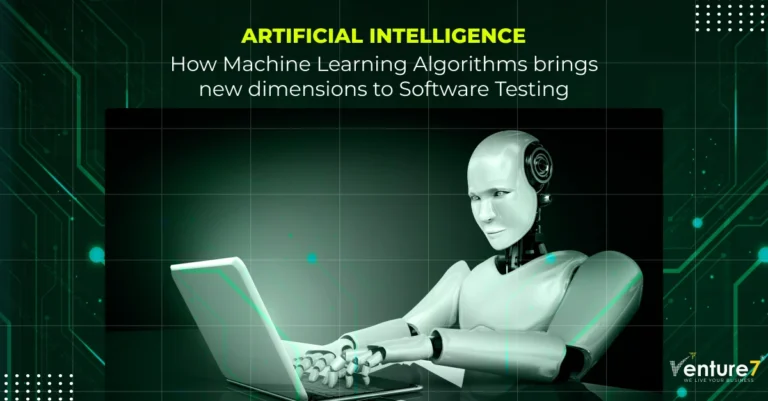 ARTIFICIAL INTELLIGENCE
How Machine Learning Algorithms brings
new dimensions to Software Testing
Venture7
WE LIVE YOUR BUSINESS